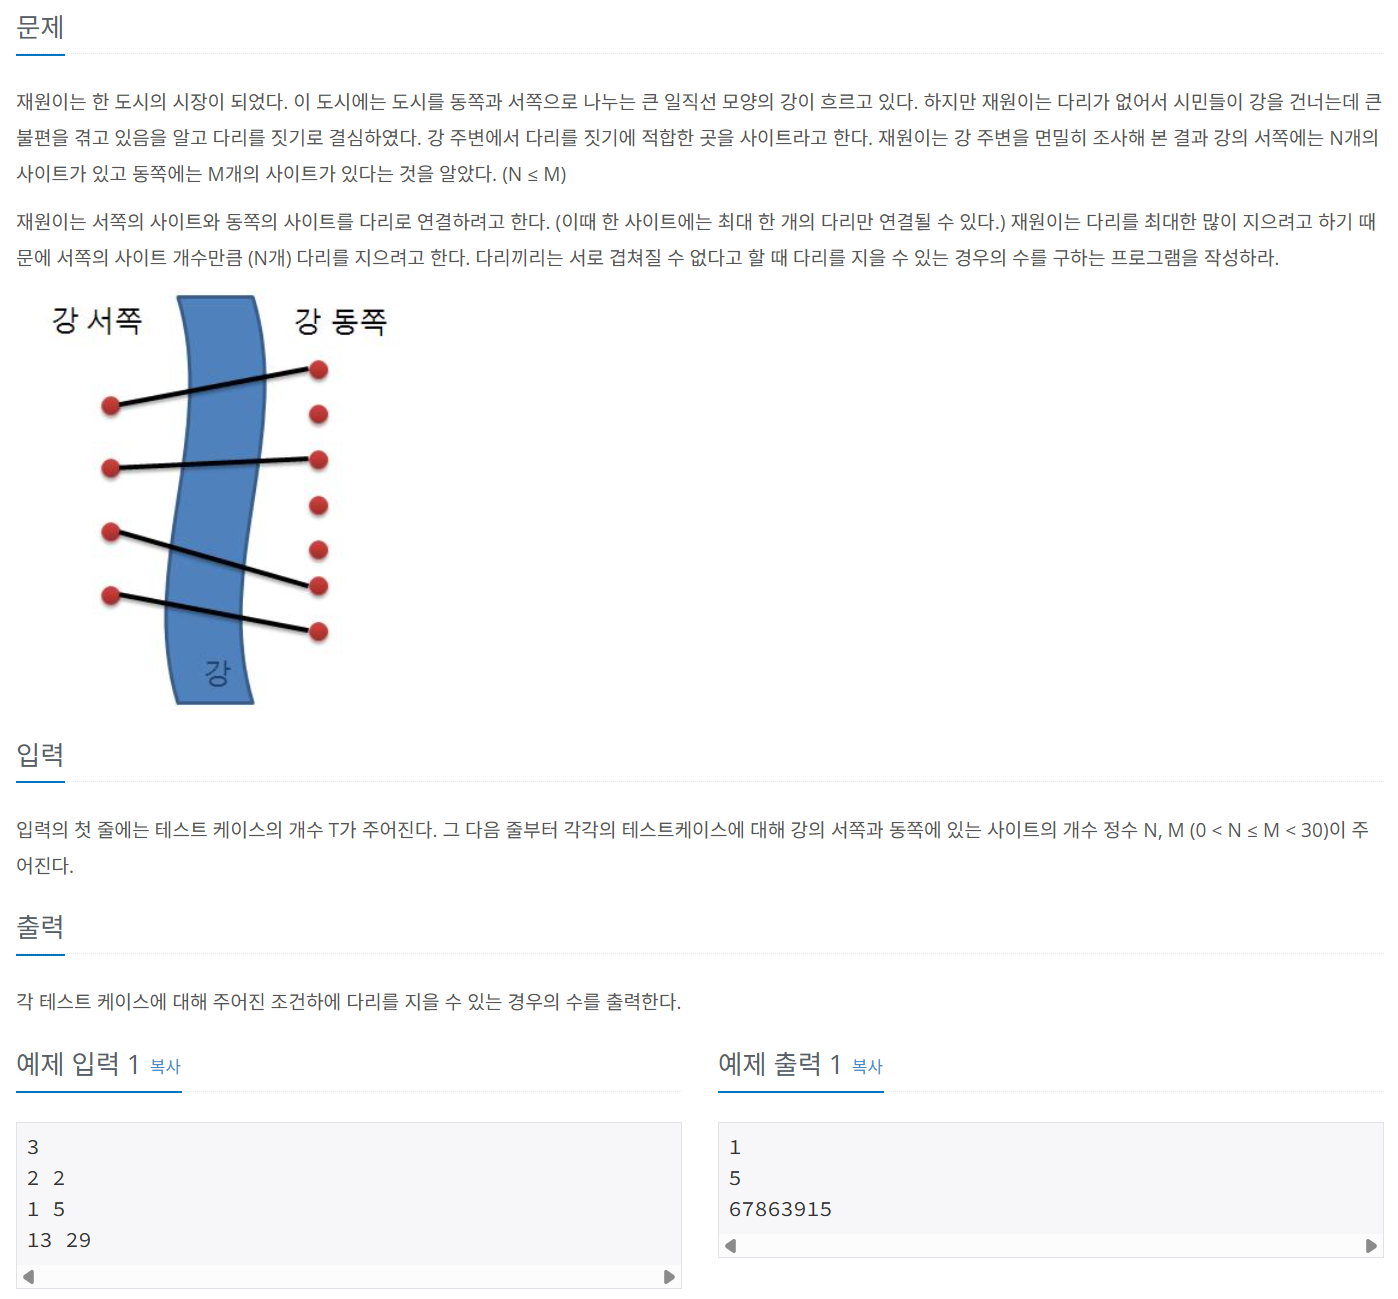 문제
재원이는 한 도시의 시장이 되었다. 이 도시에는 도시를 동쪽과 서쪽으로 나누는 큰 일직선 모양의 강이 흐르고 있다. 하지만 재원이는 다리가 없어서 시민들이 강을 건너는데 큰
불편을 겪고 있음을 알고 다리를 짓기로 결심하였다. 강 주변에서 다리를 짓기에 적합한 곳을 사이트라고 한다. 재원이는 강 주변을 면밀히 조사해 본 결과 강의 서쪽에는 N개의
사이트가 있고 동쪽에는 M개의 사이트가 있다는 것을 알았다. (N ≤ M)
재원이는 서쪽의 사이트와 동쪽의 사이트를 다리로 연결하려고 한다. (이때 한 사이트에는 최대 한 개의 다리만 연결될 수 있다.) 재원이는 다리를 최대한 많이 지으려고 하기 때
문에 서쪽의 사이트 개수만큼 (N개) 다리를 지으려고 한다. 다리끼리는 서로 겹쳐질 수 없다고 할 때 다리를 지을 수 있는 경우의 수를 구하는 프로그램을 작성하라.
강 서쪽
강 동쪽
강
입력
입력의 첫 줄에는 테스트 케이스의 개수 T가 주어진다. 그 다음 줄부터 각각의 테스트케이스에 대해 강의 서쪽과 동쪽에 있는 사이트의 개수 정수 N, M (0 < N ≤ M < 30)이 주
어진다.
출력
각 테스트 케이스에 대해 주어진 조건하에 다리를 지을 수 있는 경우의 수를 출력한다.
예제 입력 1 복사
3
2 2
1 5
13 29
예제 출력 1 복사
1
5
67863915